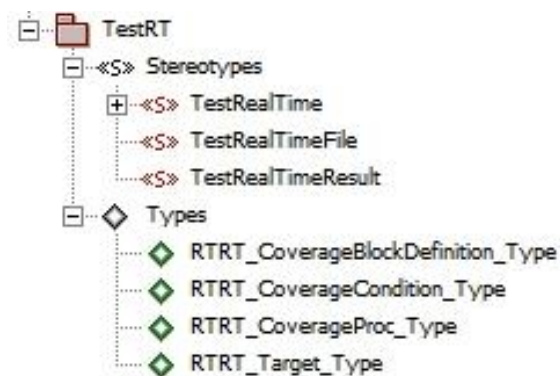 TestRT
«S» Stereotypes
«S» TestRealTime
«S» TestRealTimeFile
«S» TestRealTimeResult
Types
RTRT_CoverageBlockDefinition_Type
RTRT_CoverageCondition_Type
RTRT_CoverageProc_Type
RTRT_Target_Type